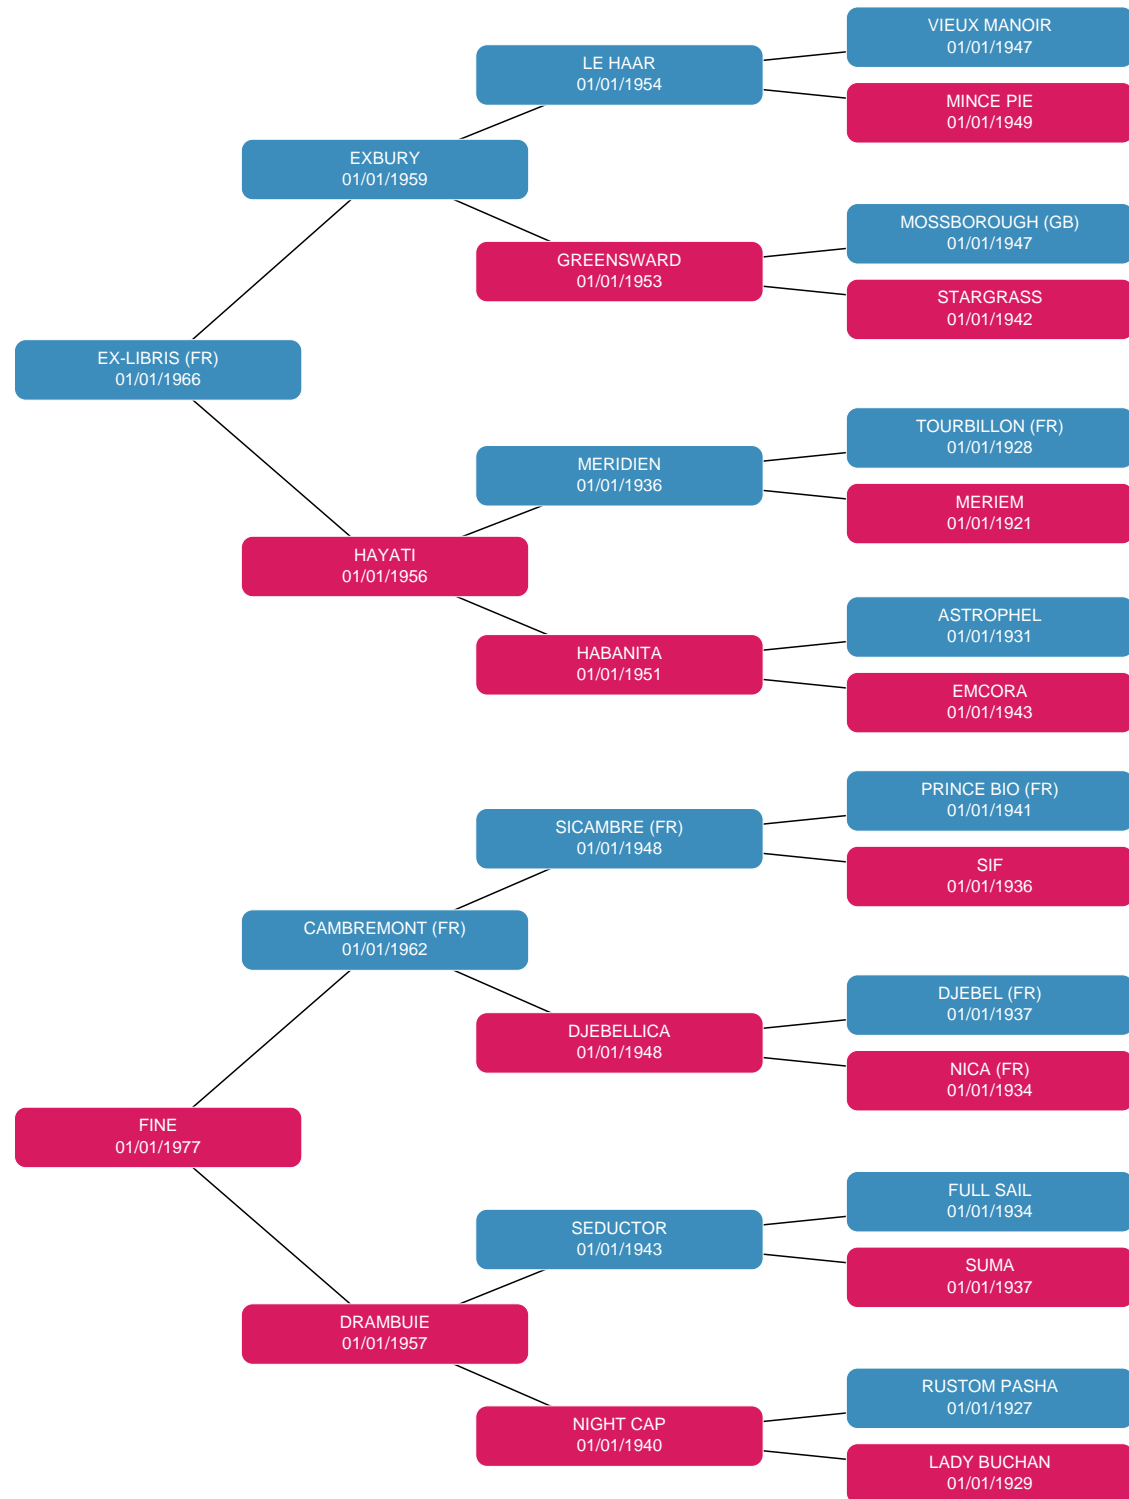 VIEUX MANOIR
01/01/1947
LE HAAR
01/01/1954
MINCE PIE
01/01/1949
EXBURY
01/01/1959
MOSSBOROUGH (GB)
01/01/1947
GREENSWARD
01/01/1953
STARGRASS
01/01/1942
EX-LIBRIS (FR)
01/01/1966
TOURBILLON (FR)
01/01/1928
MERIDIEN
01/01/1936
MERIEM
01/01/1921
HAYATI
01/01/1956
ASTROPHEL
01/01/1931
HABANITA
01/01/1951
EMCORA
01/01/1943
PRINCE BIO (FR)
01/01/1941
SICAMBRE (FR)
01/01/1948
SIF
01/01/1936
CAMBREMONT (FR)
01/01/1962
DJEBEL (FR)
01/01/1937
DJEBELLICA
01/01/1948
NICA (FR)
01/01/1934
FINE
01/01/1977
FULL SAIL
01/01/1934
SEDUCTOR
01/01/1943
SUMA
01/01/1937
DRAMBUIE
01/01/1957
RUSTOM PASHA
01/01/1927
NIGHT CAP
01/01/1940
LADY BUCHAN
01/01/1929